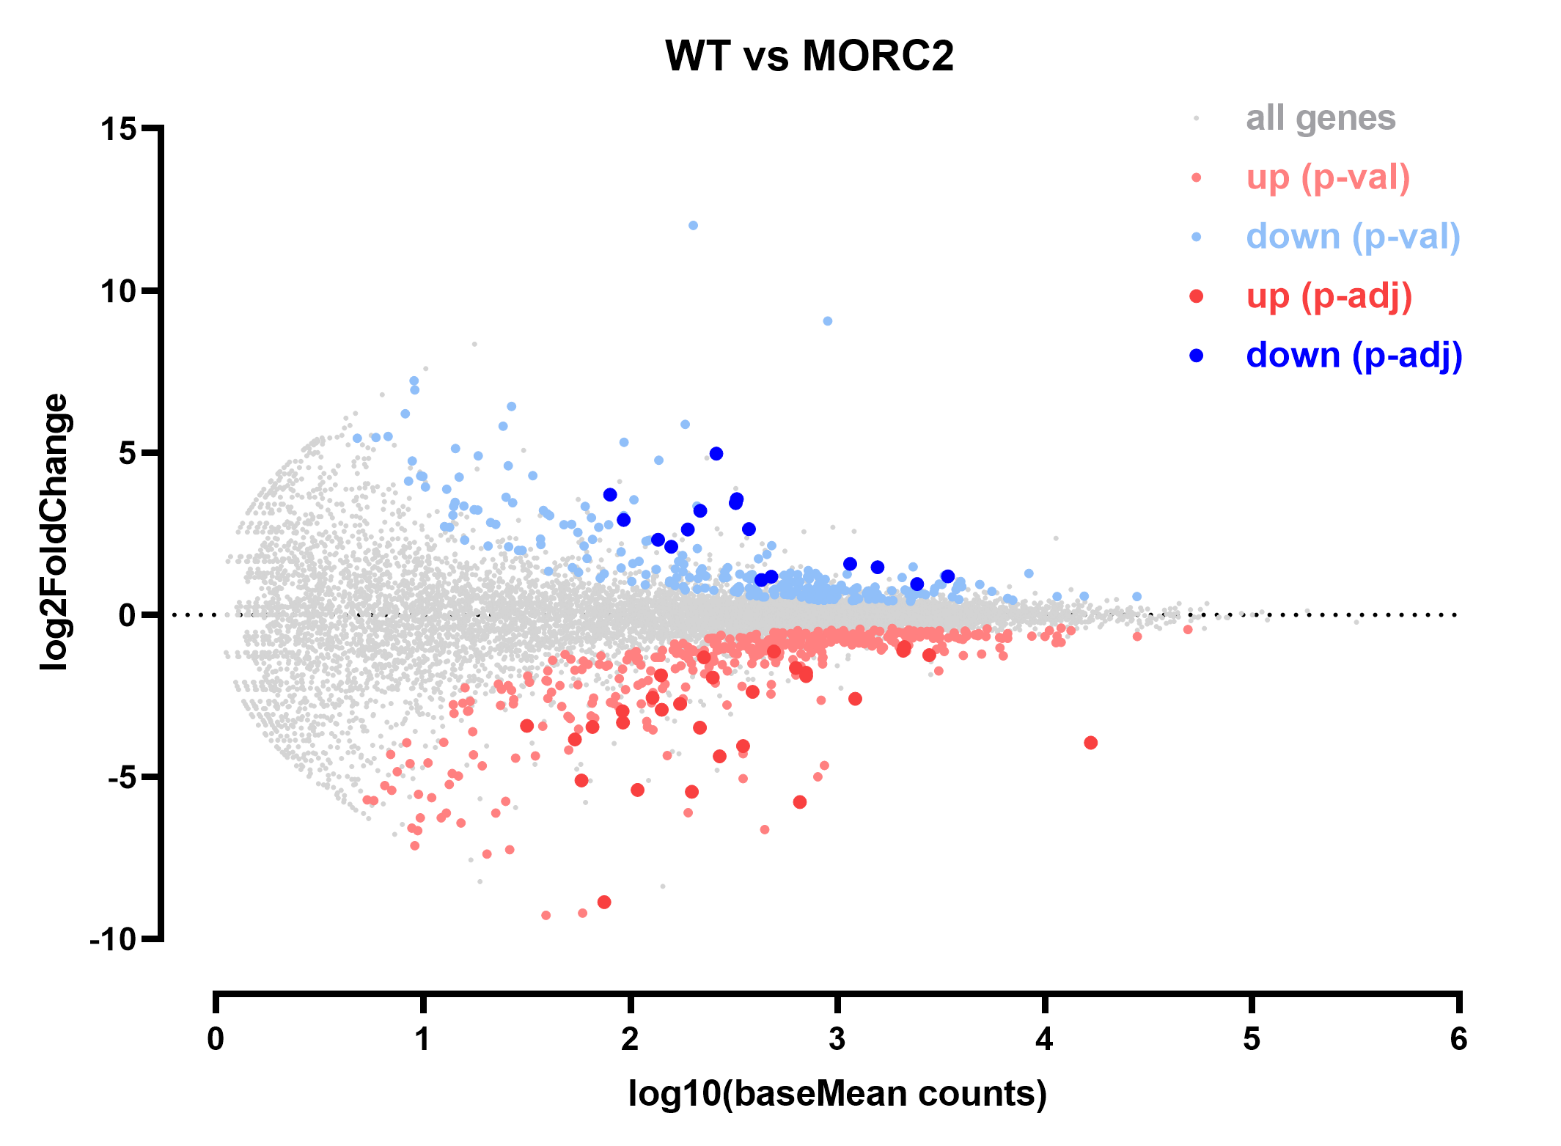 WT vs MORC2
all genes
up (p-val)
down (p-val)
up (p-adj)
down (p-adj)
15
10
5
0
-5
-10
log2FoldChange
0 1 2 3 4 5 6
log10(baseMean counts)